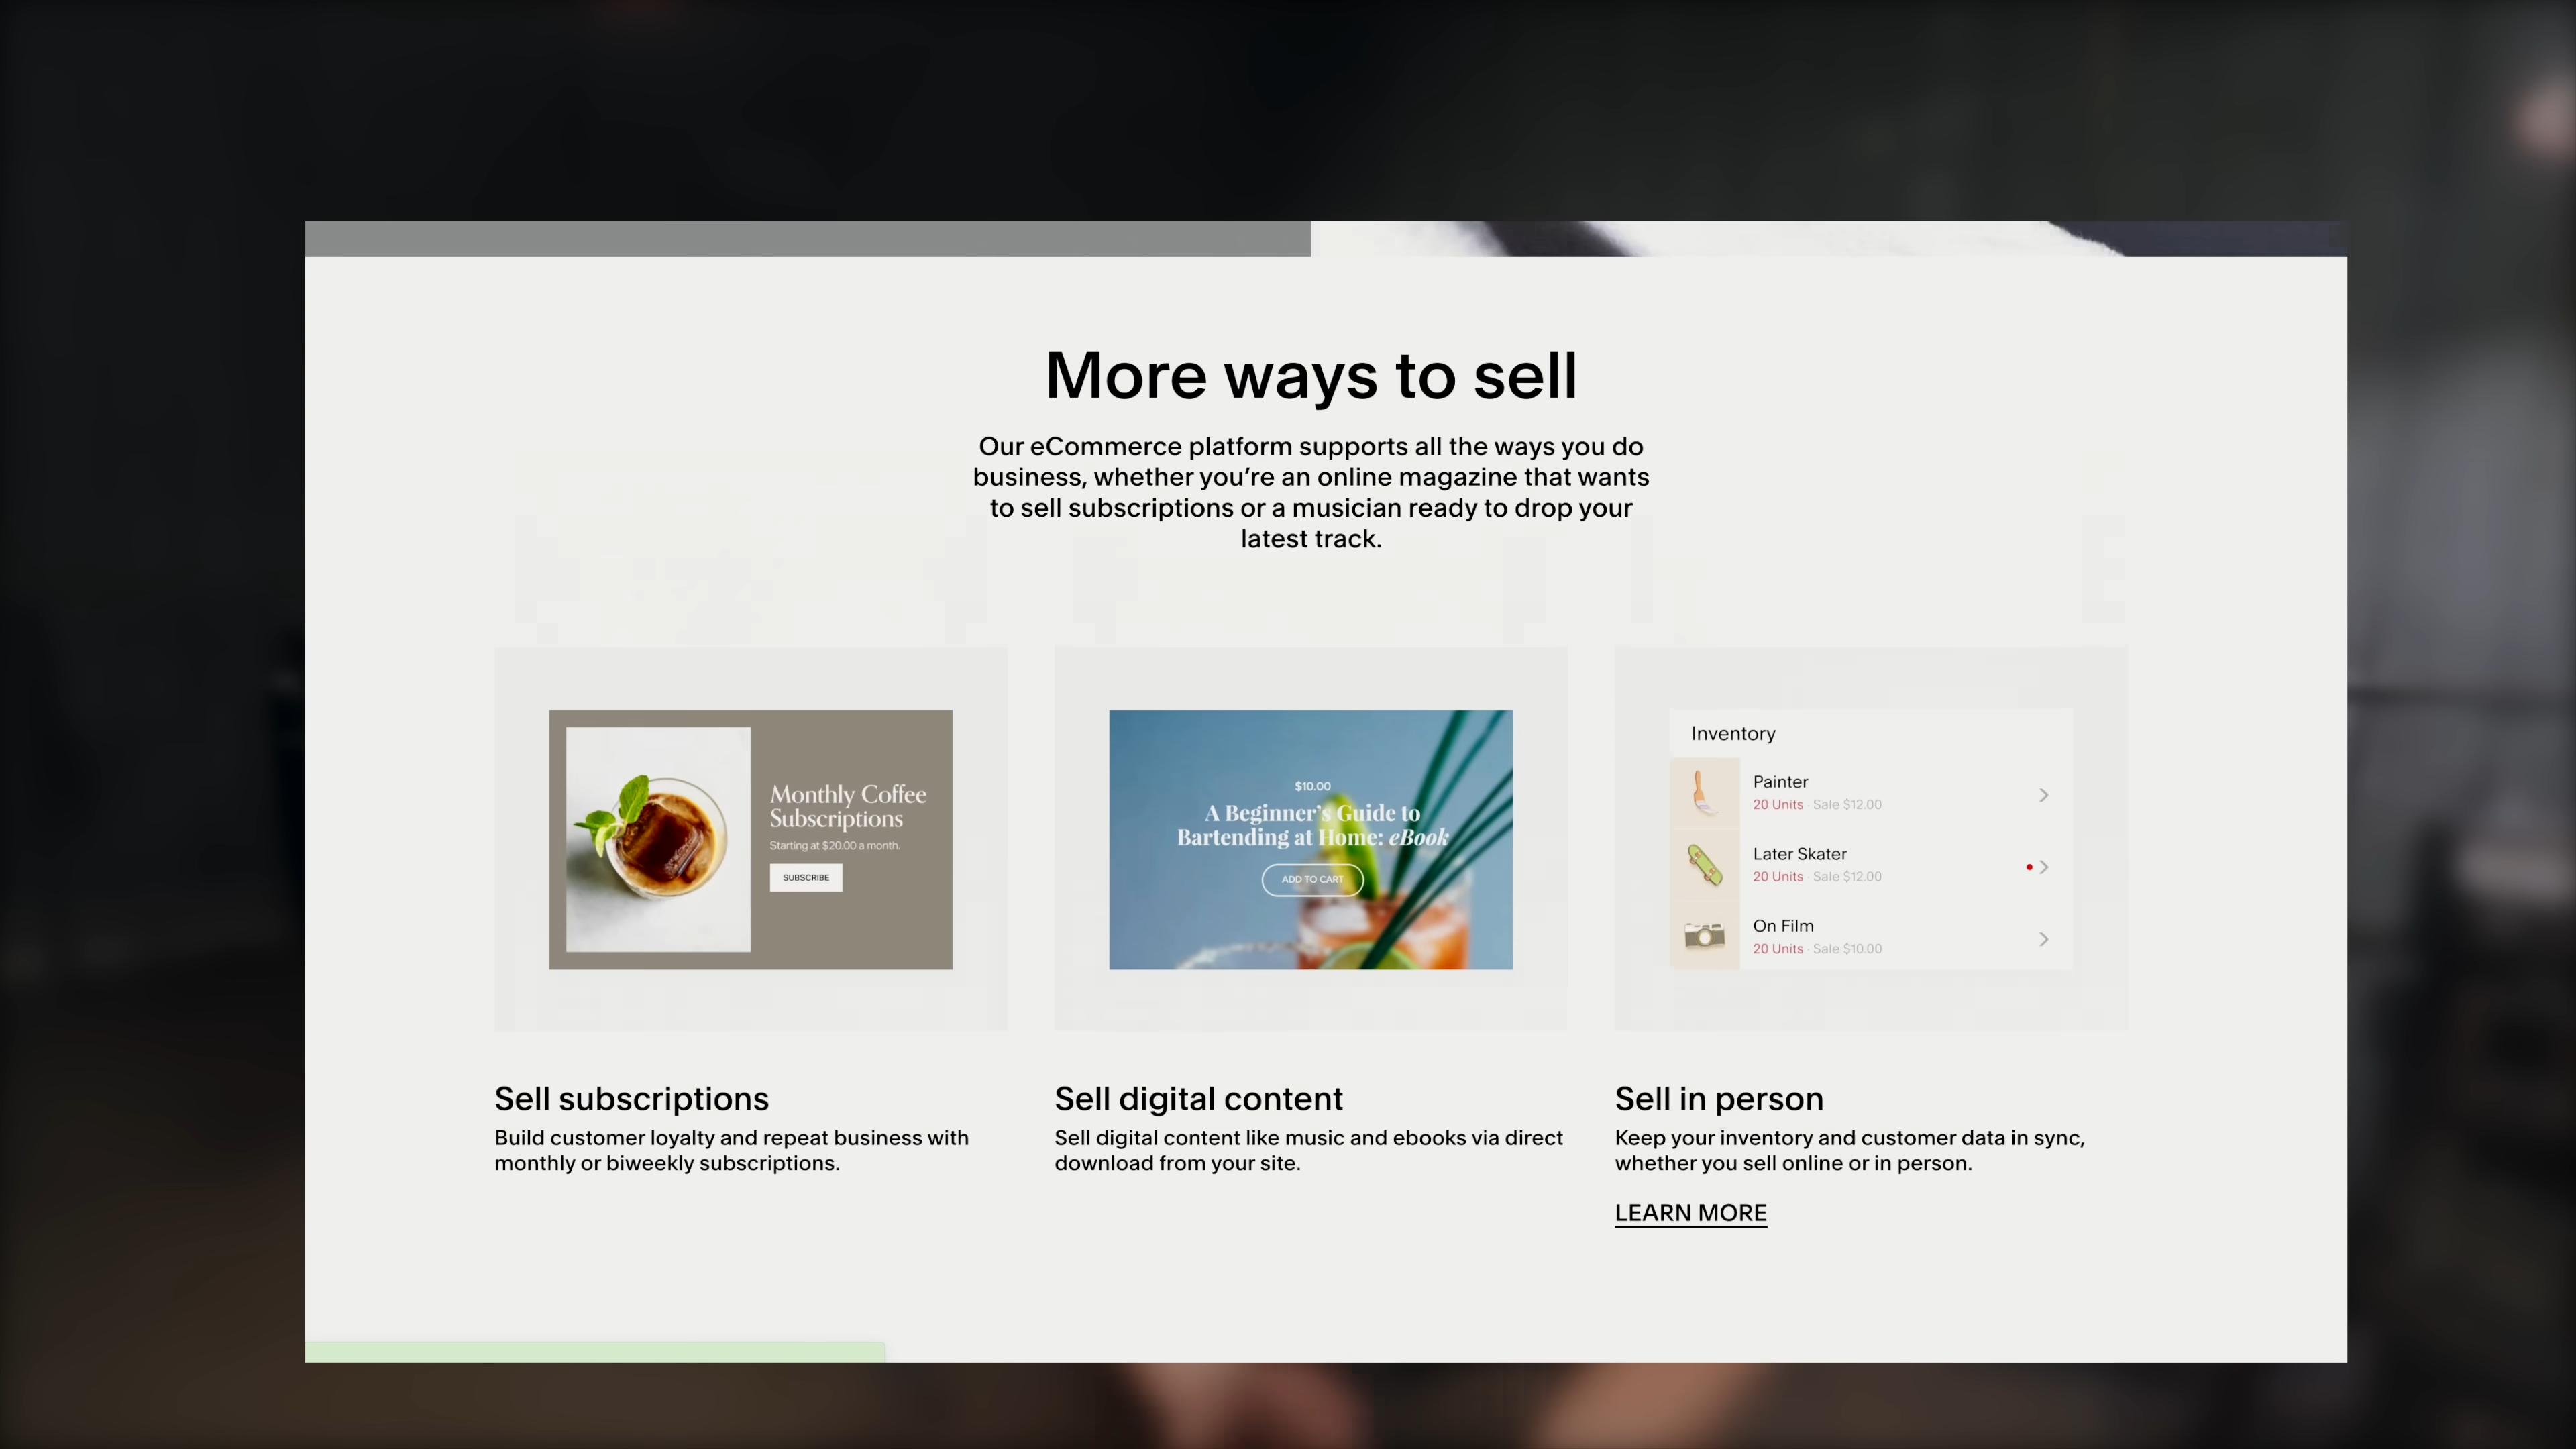 More ways to sell
Our eCommerce platform supports all the ways you do
business, whether you’re an online magazine that wants
to sell subscriptions or a musician ready to drop your
latest track.
Monthly Coffee
Subscriptions
Starting at $20.00 a month.
SUBSCRIBE
$10.00
A Beginner’s Guide to
Bartending at Home: eBook
ADD TO CART
Inventory
Painter
20 Units · Sale $12.00
Later Skater
20 Units · Sale $12.00
On Film
20 Units · Sale $10.00
Sell subscriptions
Build customer loyalty and repeat business with
monthly or biweekly subscriptions.
Sell digital content
Sell digital content like music and ebooks via direct
download from your site.
Sell in person
Keep your inventory and customer data in sync,
whether you sell online or in person.
LEARN MORE